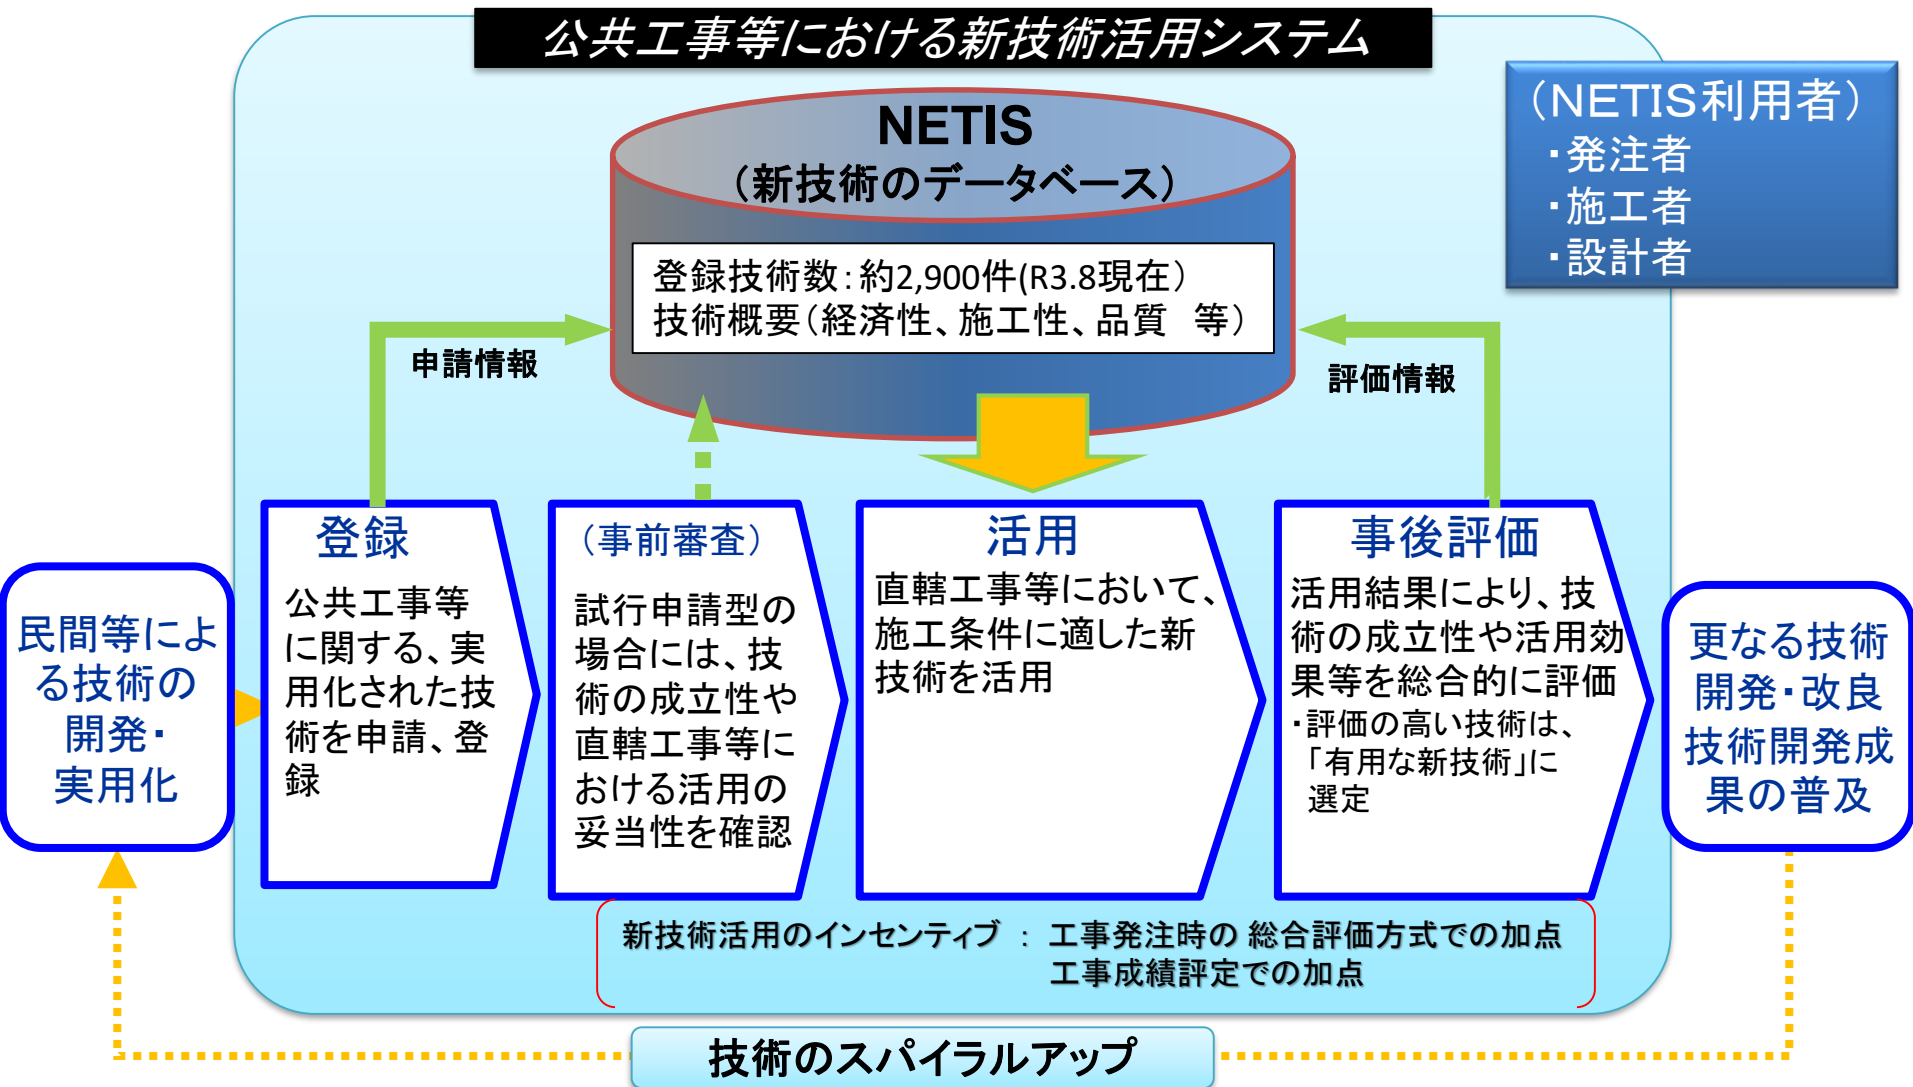 公共工事等における新技術活用システム
NETIS
（新技術のデータベース）
登録技術数：約2,900件(R3.8現在）
技術概要（経済性、施工性、品質　等）
（NETIS利用者）
・発注者
・施工者
・設計者
申請情報
評価情報
民間等によ
る技術の
開発・
実用化
登録
公共工事等
に関する、実
用化された技
術を申請、登
録
（事前審査）
試行申請型の
場合には、技
術の成立性や
直轄工事等に
おける活用の
妥当性を確認
活用
直轄工事等において、
施工条件に適した新
技術を活用
事後評価
活用結果により、技
術の成立性や活用効
果等を総合的に評価
・評価の高い技術は、
「有用な新技術」に
選定
更なる技術
開発・改良
技術開発成
果の普及
新技術活用のインセンティブ ： 工事発注時の 総合評価方式での加点
工事成績評定での加点
技術のスパイラルアップ